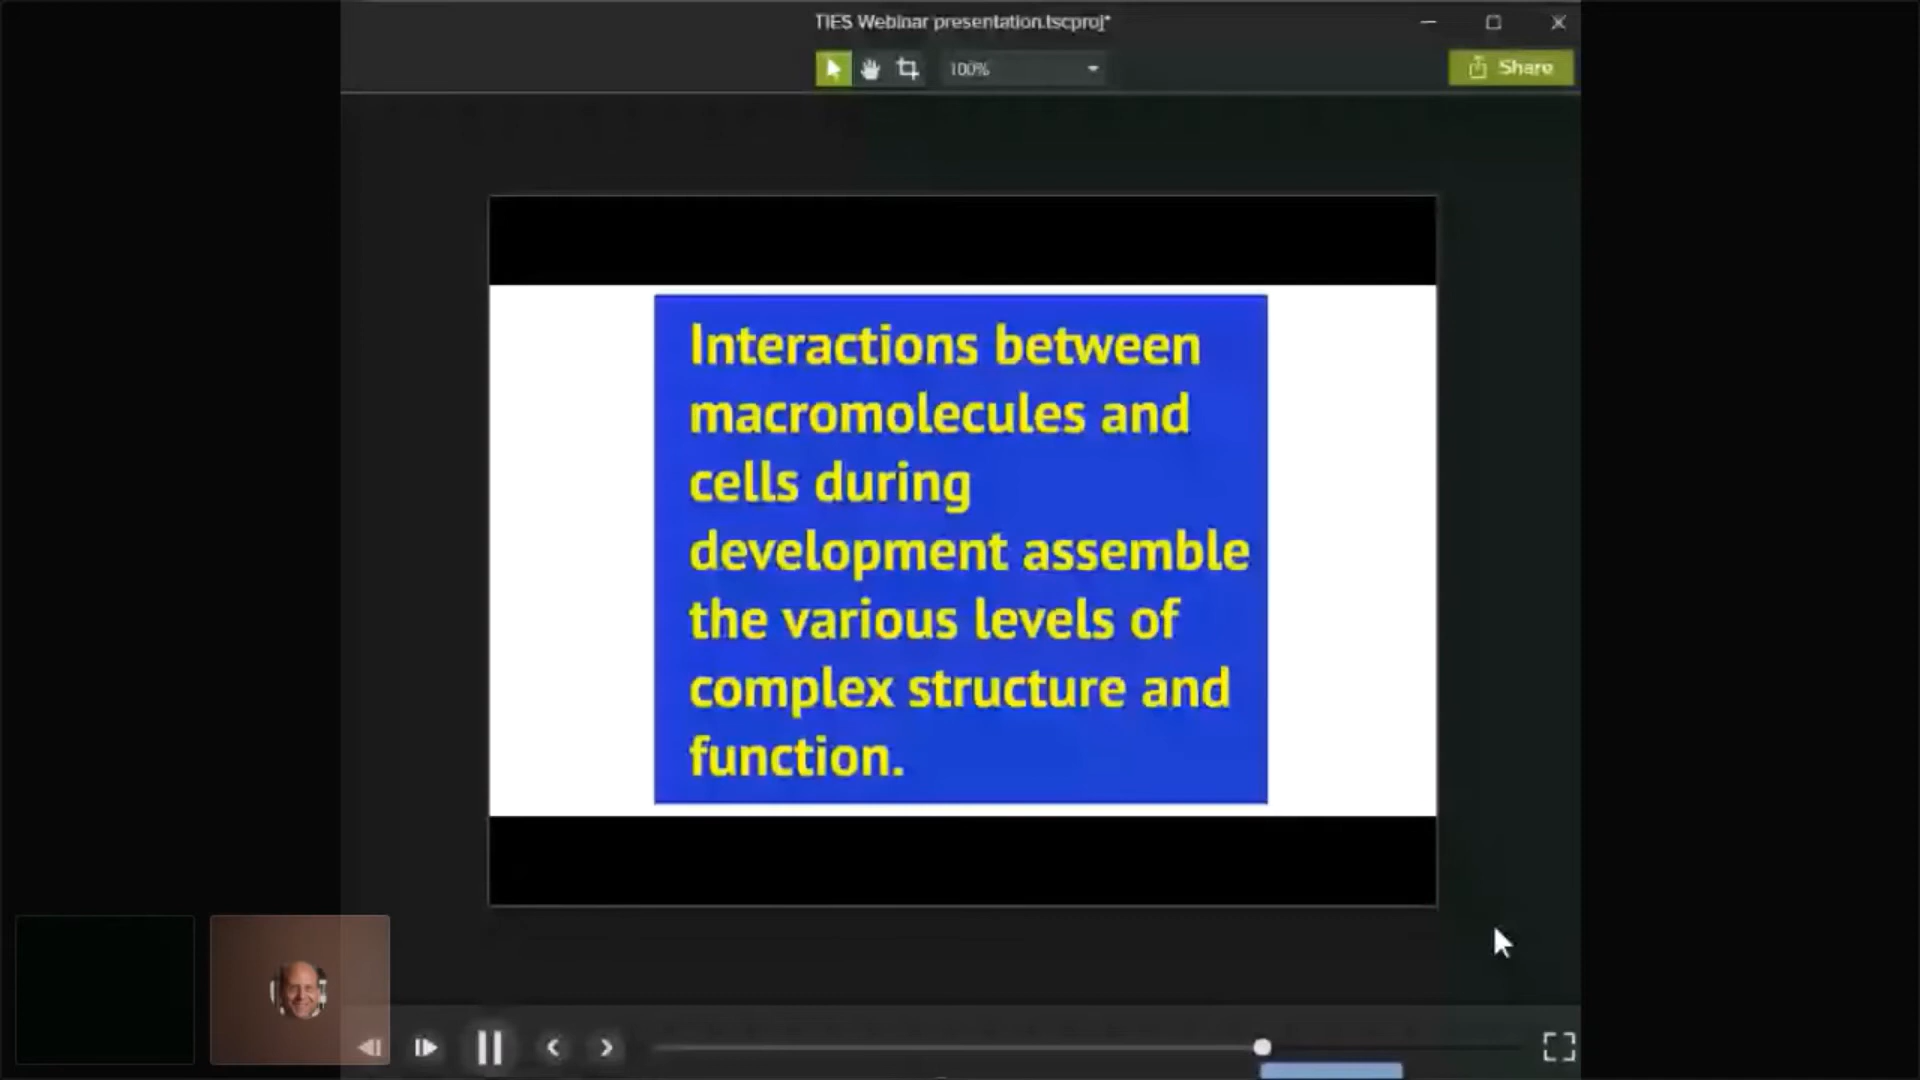 TIES Webinar presentation.tscproj*
100%
Share
Interactions between
macromolecules and
cells during
development assemble
the various levels of
complex structure and
function.